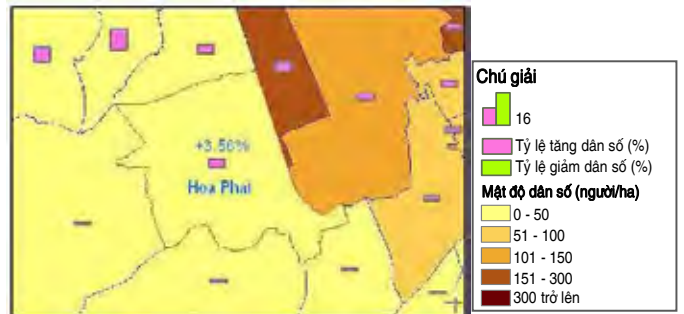 +3.56%
Hoa Phat
Chú giải
16
Tỷ lệ tăng dân số (%)
Tỷ lệ giảm dân số (%)
Mật độ dân số (người/ha)
0 - 50
51 - 100
101 - 150
151 - 300
300 trở lên